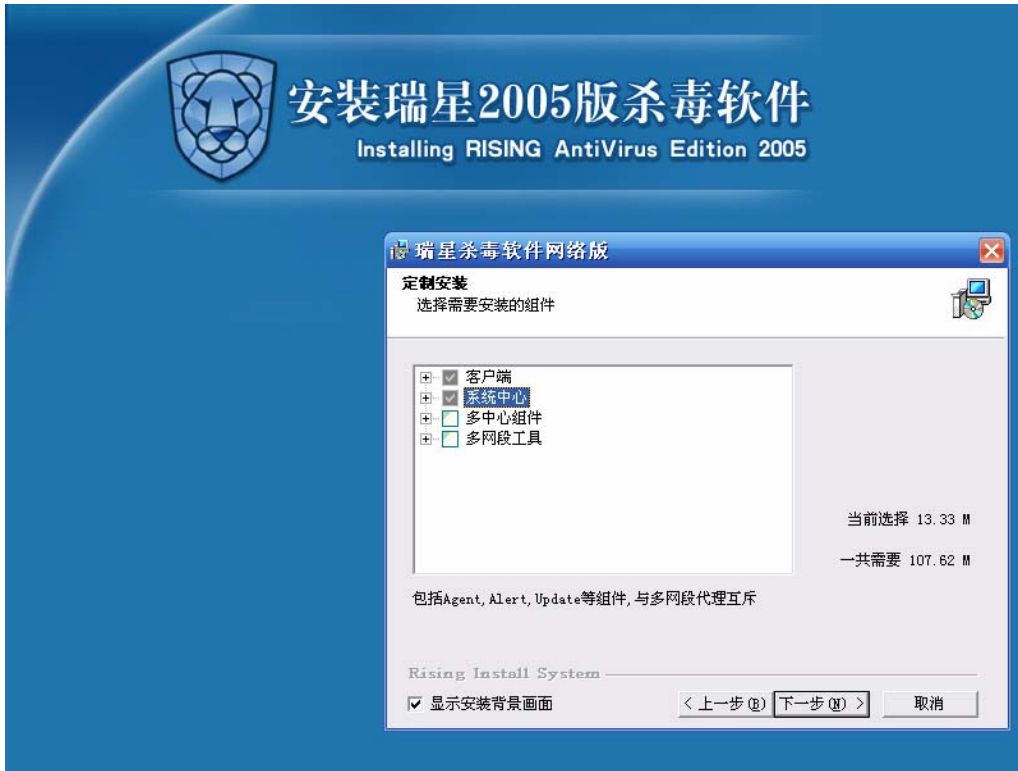 安装瑞星2005版杀毒软件
Installing RISING AntiVirus Edition 2005
瑞星杀毒软件网络版
定制安装
选择需要安装的组件
客户端
系统中心
多中心组件
多网段工具
当前选择 13.33 M
一共需要 107.62 M
包括Agent,Alert,Update等组件,与多网段代理互斥
Rising Install System
显示安装背景画面
< 上一步(B) 下一步(N) > 取消